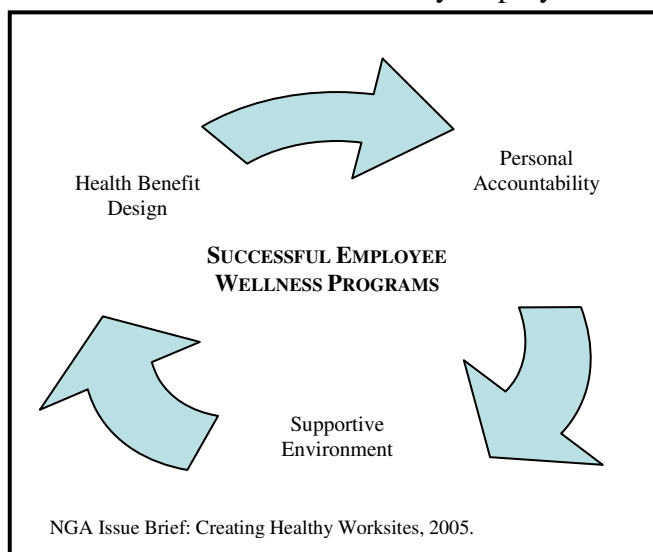 Health Benefit
Design
Personal
Accountability
SUCCESSFUL EMPLOYEE
WELLNESS PROGRAMS
Supportive
Environment
NGA Issue Brief: Creating Healthy Worksites, 2005.